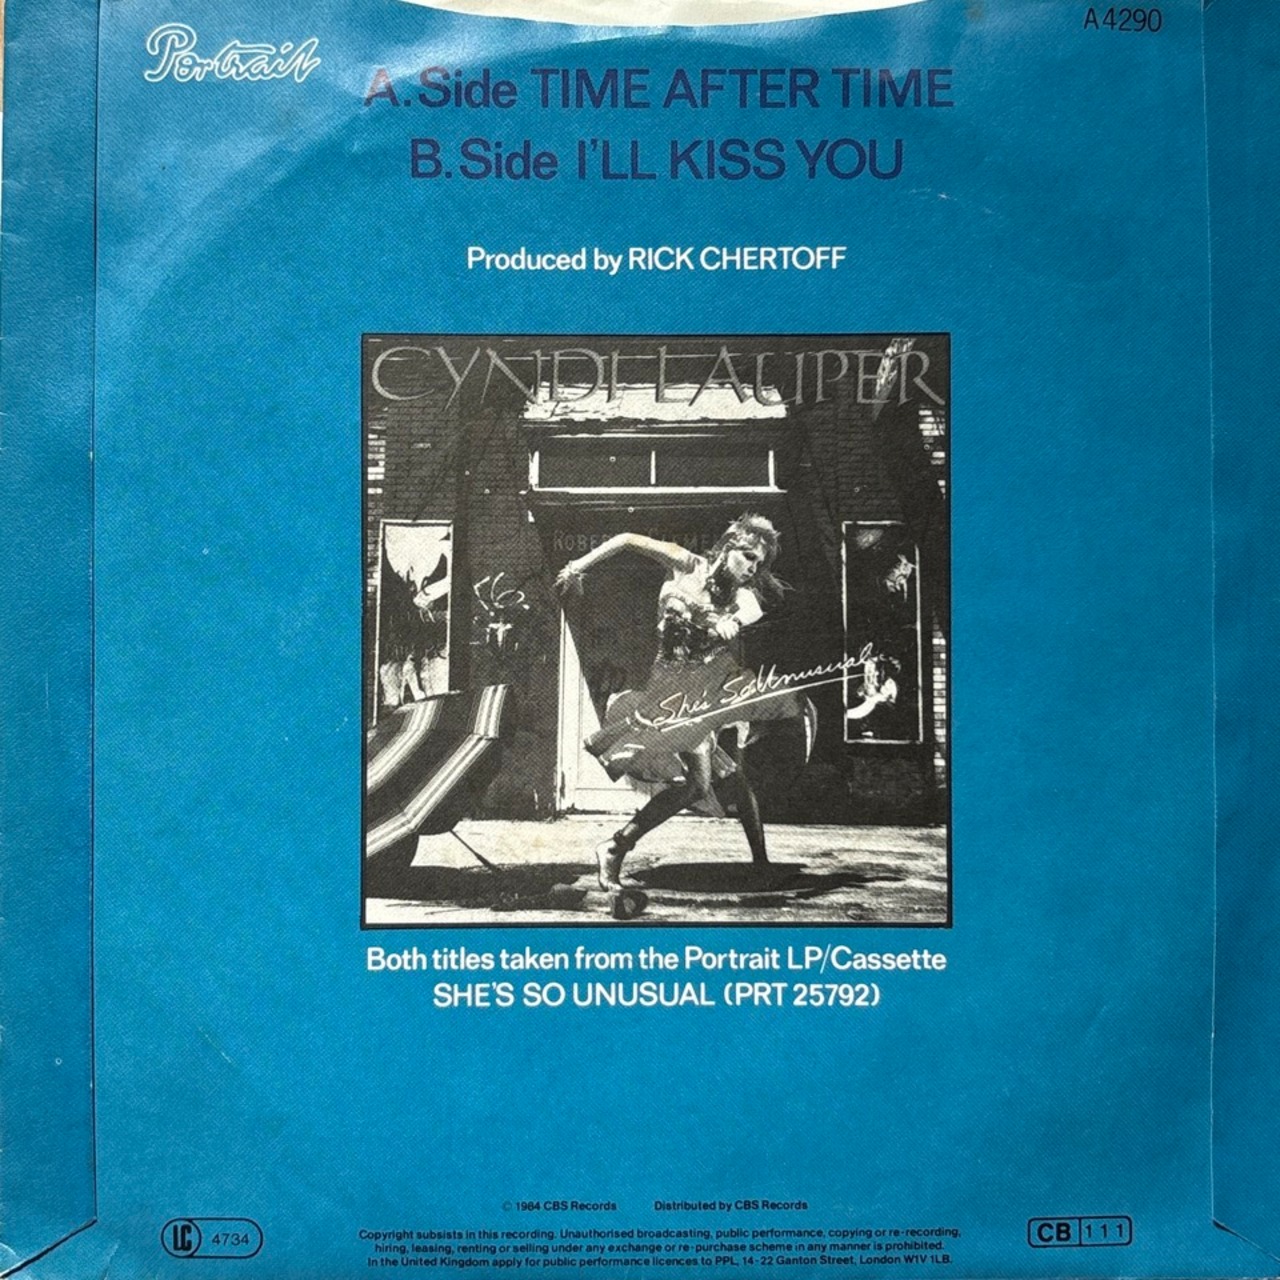 Portrait
A4290
A.Side TIME AFTER TIME
B.Side I'LL KISS YOU
Produced by RICK CHERTOFF
CYNDI LAUPER
She's So Unusual
Both titles taken from the Portrait LP/Cassette
SHE'S SO UNUSUAL (PRT 25792)
© 1984 CBS Records Distributed by CBS Records
LC 4734
Copyright subsists in this recording. Unauthorised broadcasting, public performance, copying or re-recording,
hiring, leasing, renting or selling under any exchange or re-purchase scheme in any manner is prohibited.
In the United Kingdom apply for public performance licences to PPL, 14-22 Ganton Street, London W1V 1LB.
CB 111